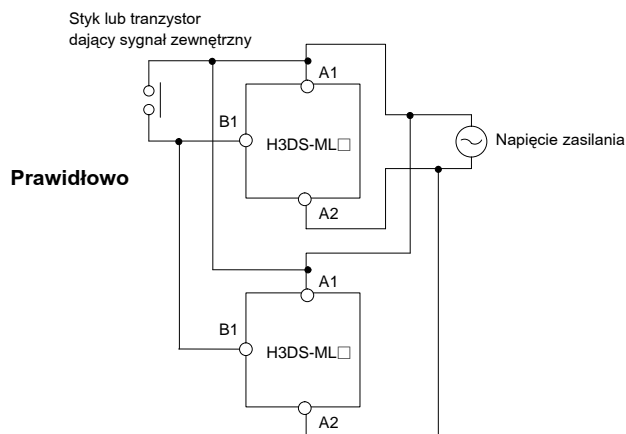 Styk lub tranzystor
dający sygnał zewnętrzny
A1
B1
H3DS-ML□
Napięcie zasilania
Prawidłowo
A2
A1
B1
H3DS-ML□
A2